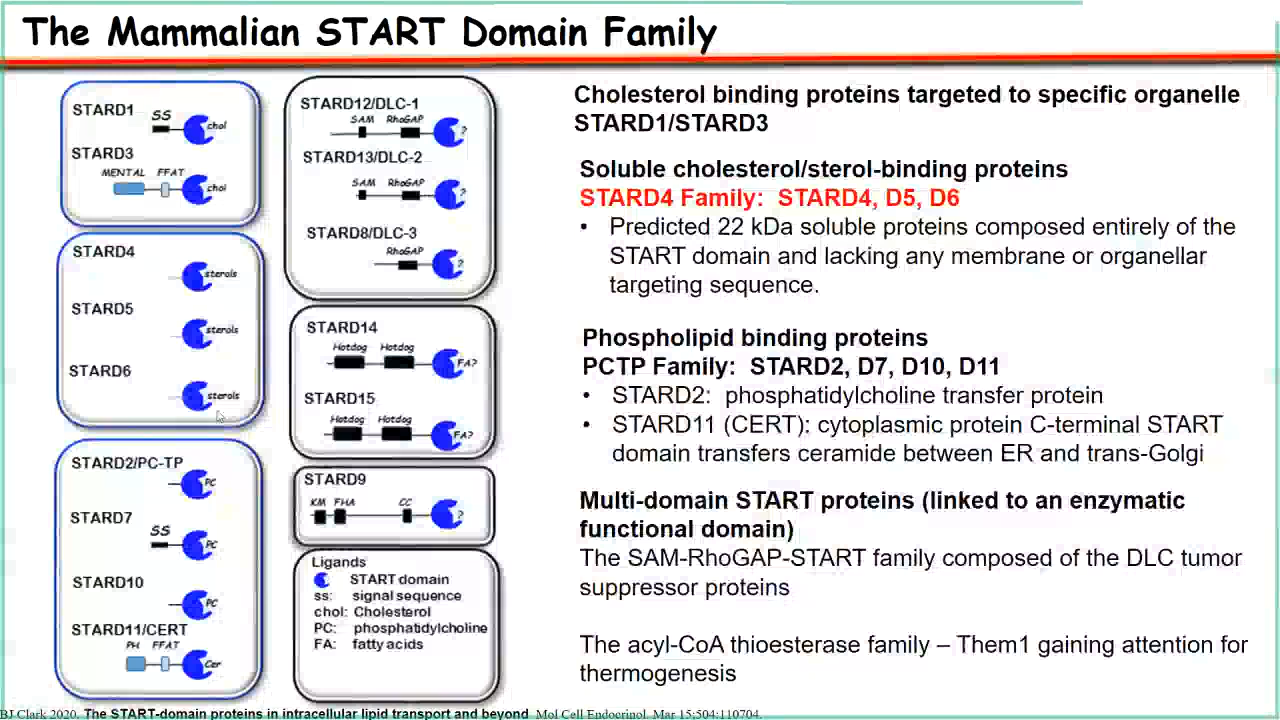 The Mammalian START Domain Family
STARD1
SS
chol
STARD3
MENTAL FFAT
chol
STARD4
sterols
STARD5
sterols
STARD6
sterols
STARD2/PC-TP
PC
STARD7
SS
PC
STARD10
PC
STARD11/CERT
PH FFAT
Cer
STARD12/DLC-1
SAM RhoGAP
?
STARD13/DLC-2
SAM RhoGAP
?
STARD8/DLC-3
RhoGAP
?
STARD14
Hotdog Hotdog
FA?
STARD15
Hotdog Hotdog
FA?
STARD9
KM FHA CC
?
Ligands
START domain
ss: signal sequence
chol: Cholesterol
PC: phosphatidylcholine
FA: fatty acids
Cholesterol binding proteins targeted to specific organelle
STARD1/STARD3
Soluble cholesterol/sterol-binding proteins
STARD4 Family: STARD4, D5, D6
• Predicted 22 kDa soluble proteins composed entirely of the
START domain and lacking any membrane or organellar
targeting sequence.
Phospholipid binding proteins
PCTP Family: STARD2, D7, D10, D11
• STARD2: phosphatidylcholine transfer protein
• STARD11 (CERT): cytoplasmic protein C-terminal START
domain transfers ceramide between ER and trans-Golgi
Multi-domain START proteins (linked to an enzymatic
functional domain)
The SAM-RhoGAP-START family composed of the DLC tumor
suppressor proteins
The acyl-CoA thioesterase family – Them1 gaining attention for
thermogenesis
BJ Clark 2020. The START-domain proteins in intracellular lipid transport and beyond Mol Cell Endocrinol. Mar 15;504:110704.